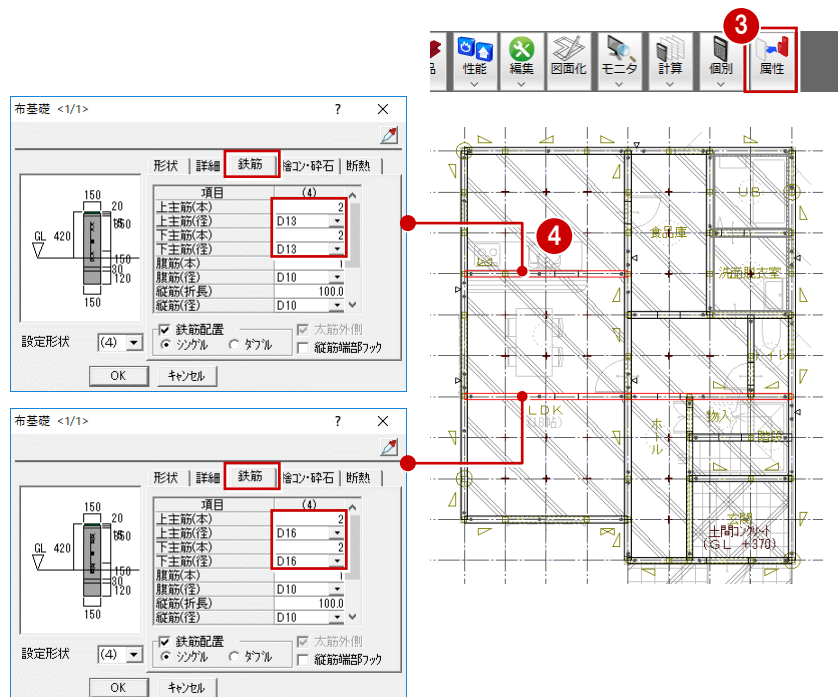 3
品 性能 編集 図面化 モニタ 計算 個別 属性
布基礎 <1/1> ?
形状 詳細 鉄筋 捨コン・砕石 断熱
150
20
GL 420
30
120
150
項目 (4)
上主筋(本) 2
上主筋(径) D13
下主筋(本) 2
下主筋(径) D13
腹筋(本) 1
腹筋(径) D10
縦筋(折長) 100.0
縦筋(径) D10
設定形状 (4)
鉄筋配置
シングル ダブル
太筋外側
縦筋端部フック
OK キャンセル
布基礎 <1/1> ?
形状 詳細 鉄筋 捨コン・砕石 断熱
150
20
GL 420
30
120
150
項目 (4)
上主筋(本) 2
上主筋(径) D16
下主筋(本) 2
下主筋(径) D16
腹筋(本) 1
腹筋(径) D10
縦筋(折長) 100.0
縦筋(径) D10
設定形状 (4)
鉄筋配置
シングル ダブル
太筋外側
縦筋端部フック
OK キャンセル
4
UB
食品庫
洗面脱衣室
トイレ
LDK
(18帖)
ホール
物入
階段
玄関
土間コンクリート
(GL +370)